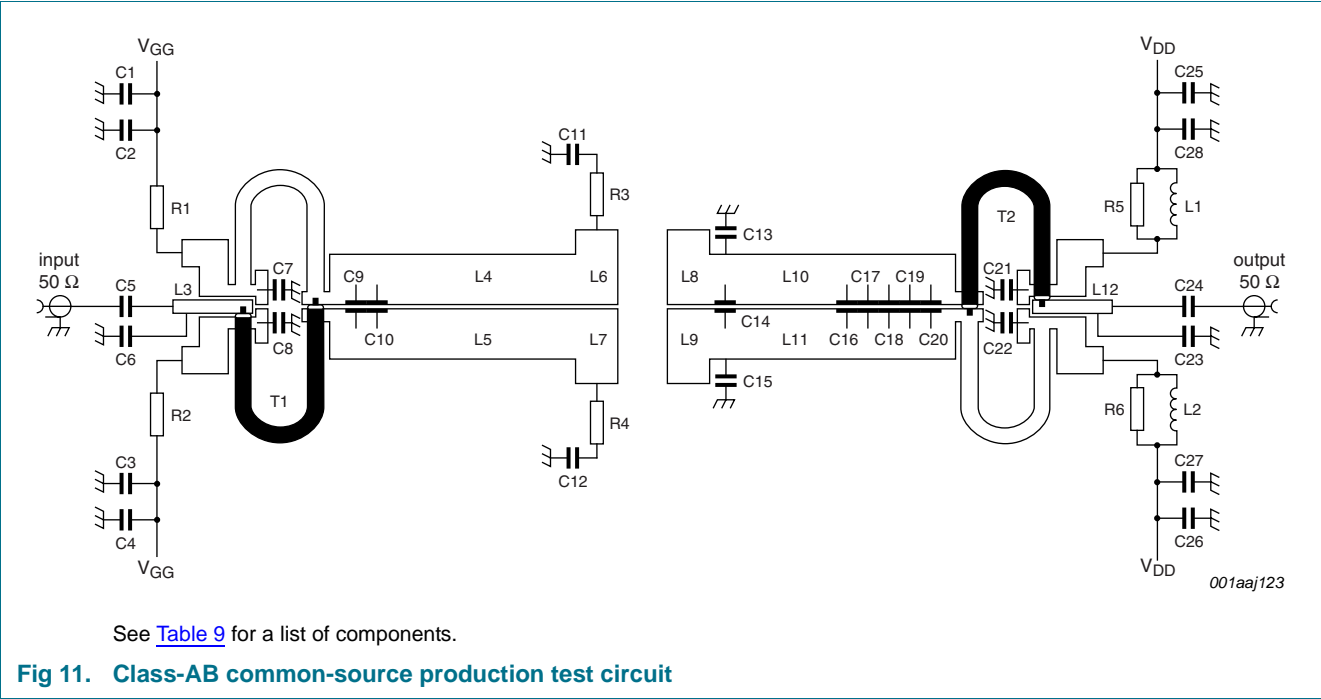 VGG
C1
C2
R1
input
50 Ω
C5
L3
C6
R2
C3
C4
VGG
C7
C8
T1
C9
C10
L4
L5
C11
R3
L6
L7
R4
C12
C13
L8
L10
C17
C19
C14
L9
L11
C16
C18
C20
C15
T2
C21
C22
VDD
C25
C28
R5
L1
L12
C24
output
50 Ω
C23
R6
L2
C27
C26
VDD
001aaj123
See Table 9 for a list of components.
Fig 11. Class-AB common-source production test circuit